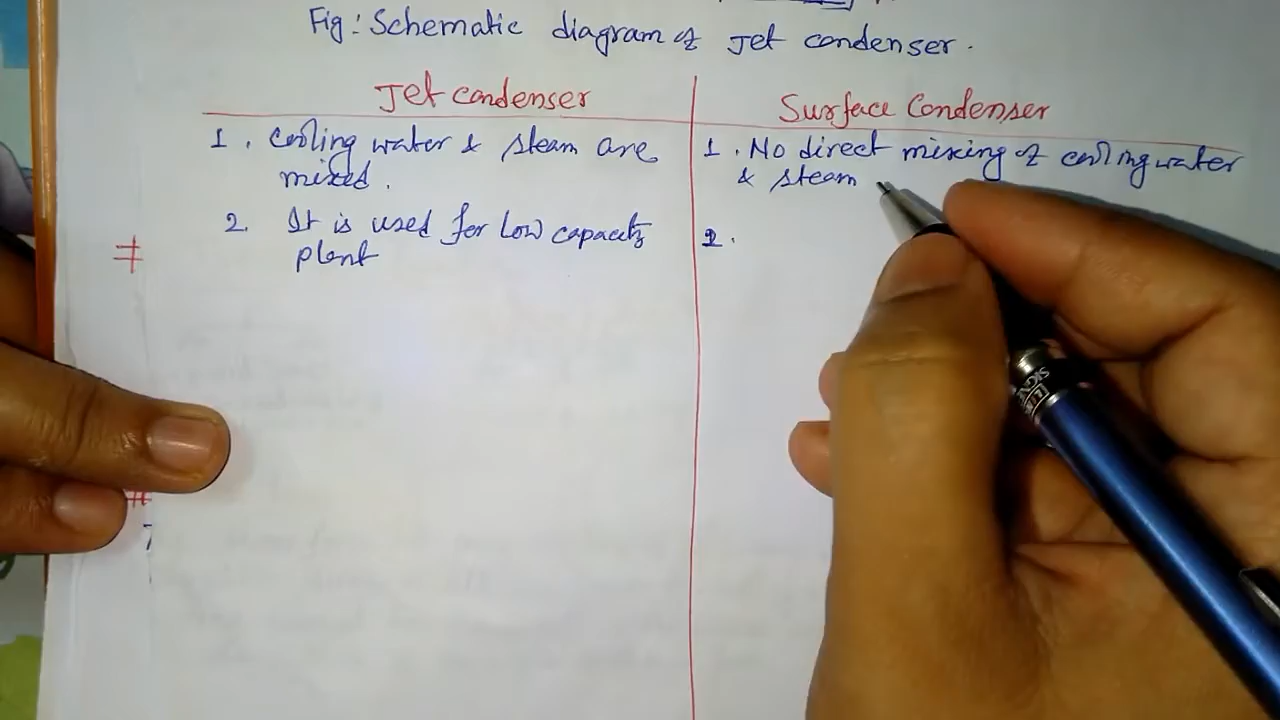 Fig: Schematic diagram of Jet condenser.
Jet condenser
Surface Condenser
1. Cooling water & steam are
mixed.
1. No direct mixing of cooling water
& steam
2. It is used for low capacity
plant
2.